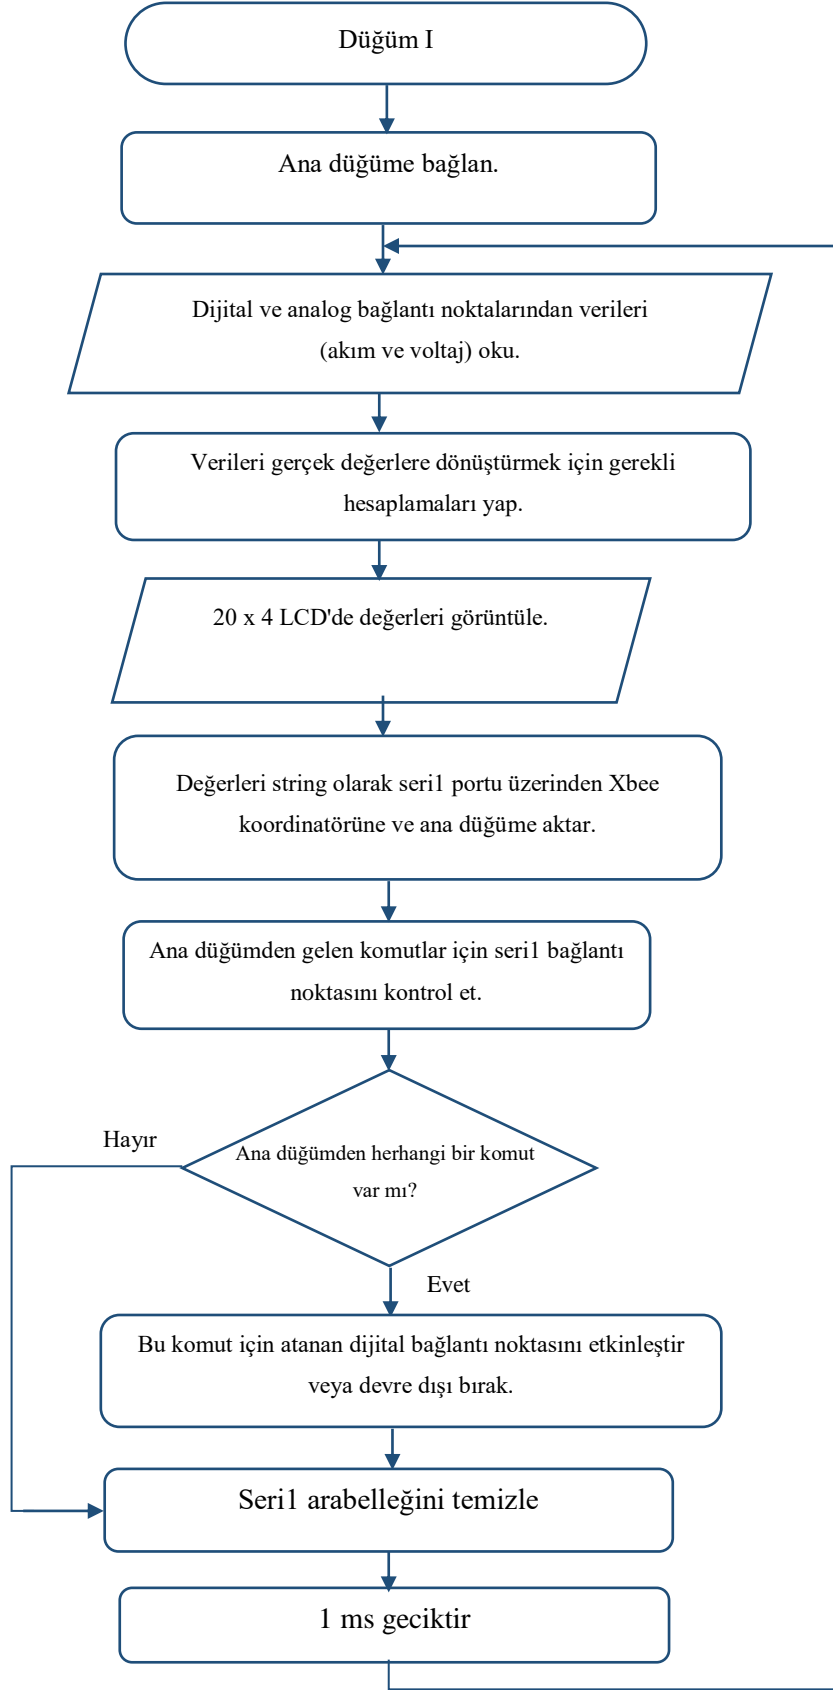 Düğüm I
Ana düğüme bağlan.
Dijital ve analog bağlantı noktalarından verileri
(akım ve voltaj) oku.
Verileri gerçek değerlere dönüştürmek için gerekli
hesaplamaları yap.
20 x 4 LCD'de değerleri görüntüle.
Değerleri string olarak seri1 portu üzerinden Xbee
koordinatörüne ve ana düğüme aktar.
Ana düğümden gelen komutlar için seri1 bağlantı
noktasını kontrol et.
Hayır
Ana düğümden herhangi bir komut
var mı?
Evet
Bu komut için atanan dijital bağlantı noktasını etkinleştir
veya devre dışı bırak.
Seri1 arabelleğini temizle
1 ms geciktir